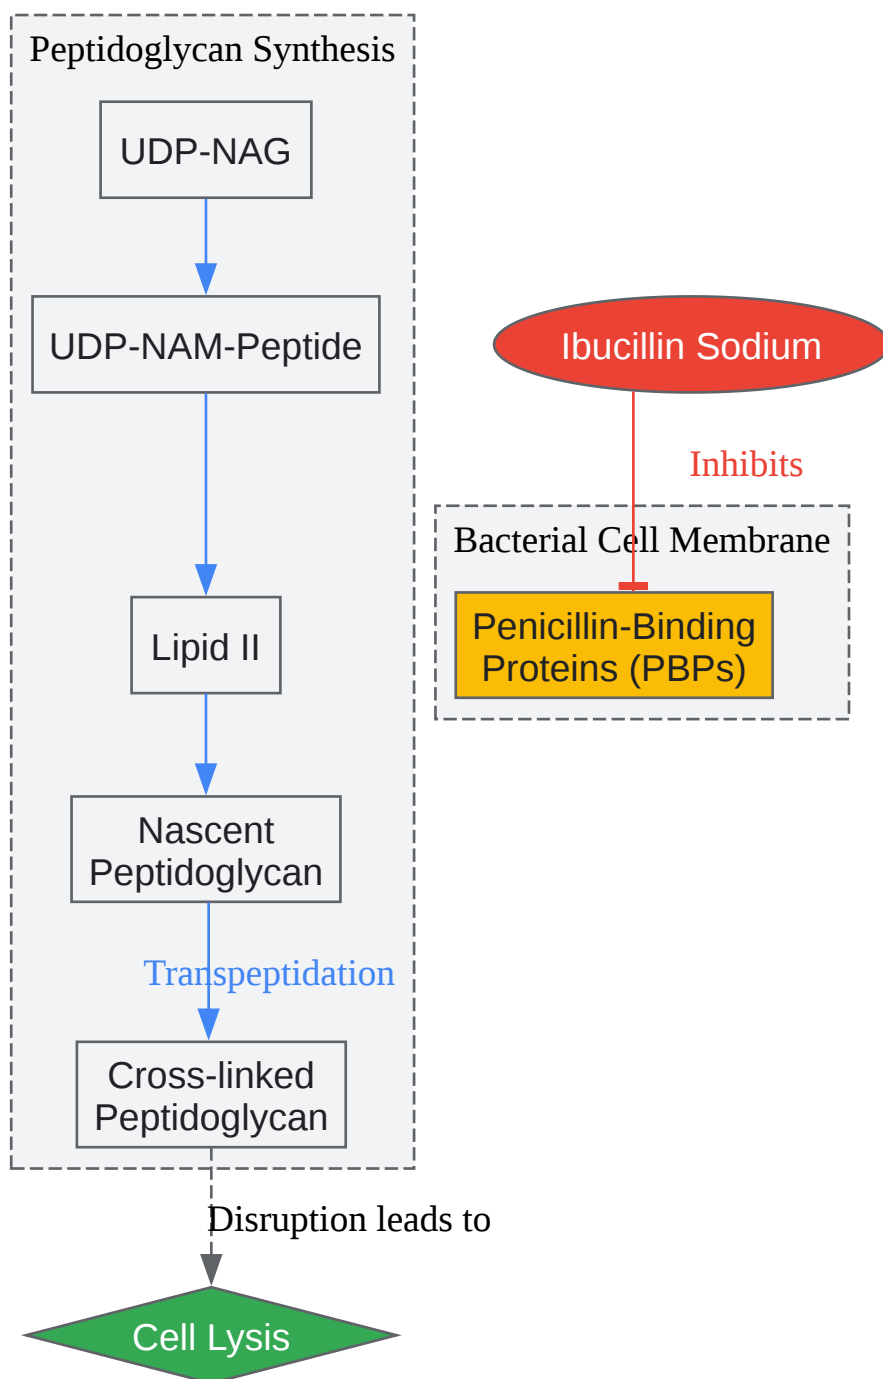 Peptidoglycan Synthesis
UDP-NAG
UDP-NAM-Peptide
Lipid II
Nascent
Peptidoglycan
Transpeptidation
Cross-linked
Peptidoglycan
Disruption leads to
Cell Lysis
Ibucillin Sodium
Inhibits
Bacterial Cell Membrane
Penicillin-Binding
Proteins (PBPs)